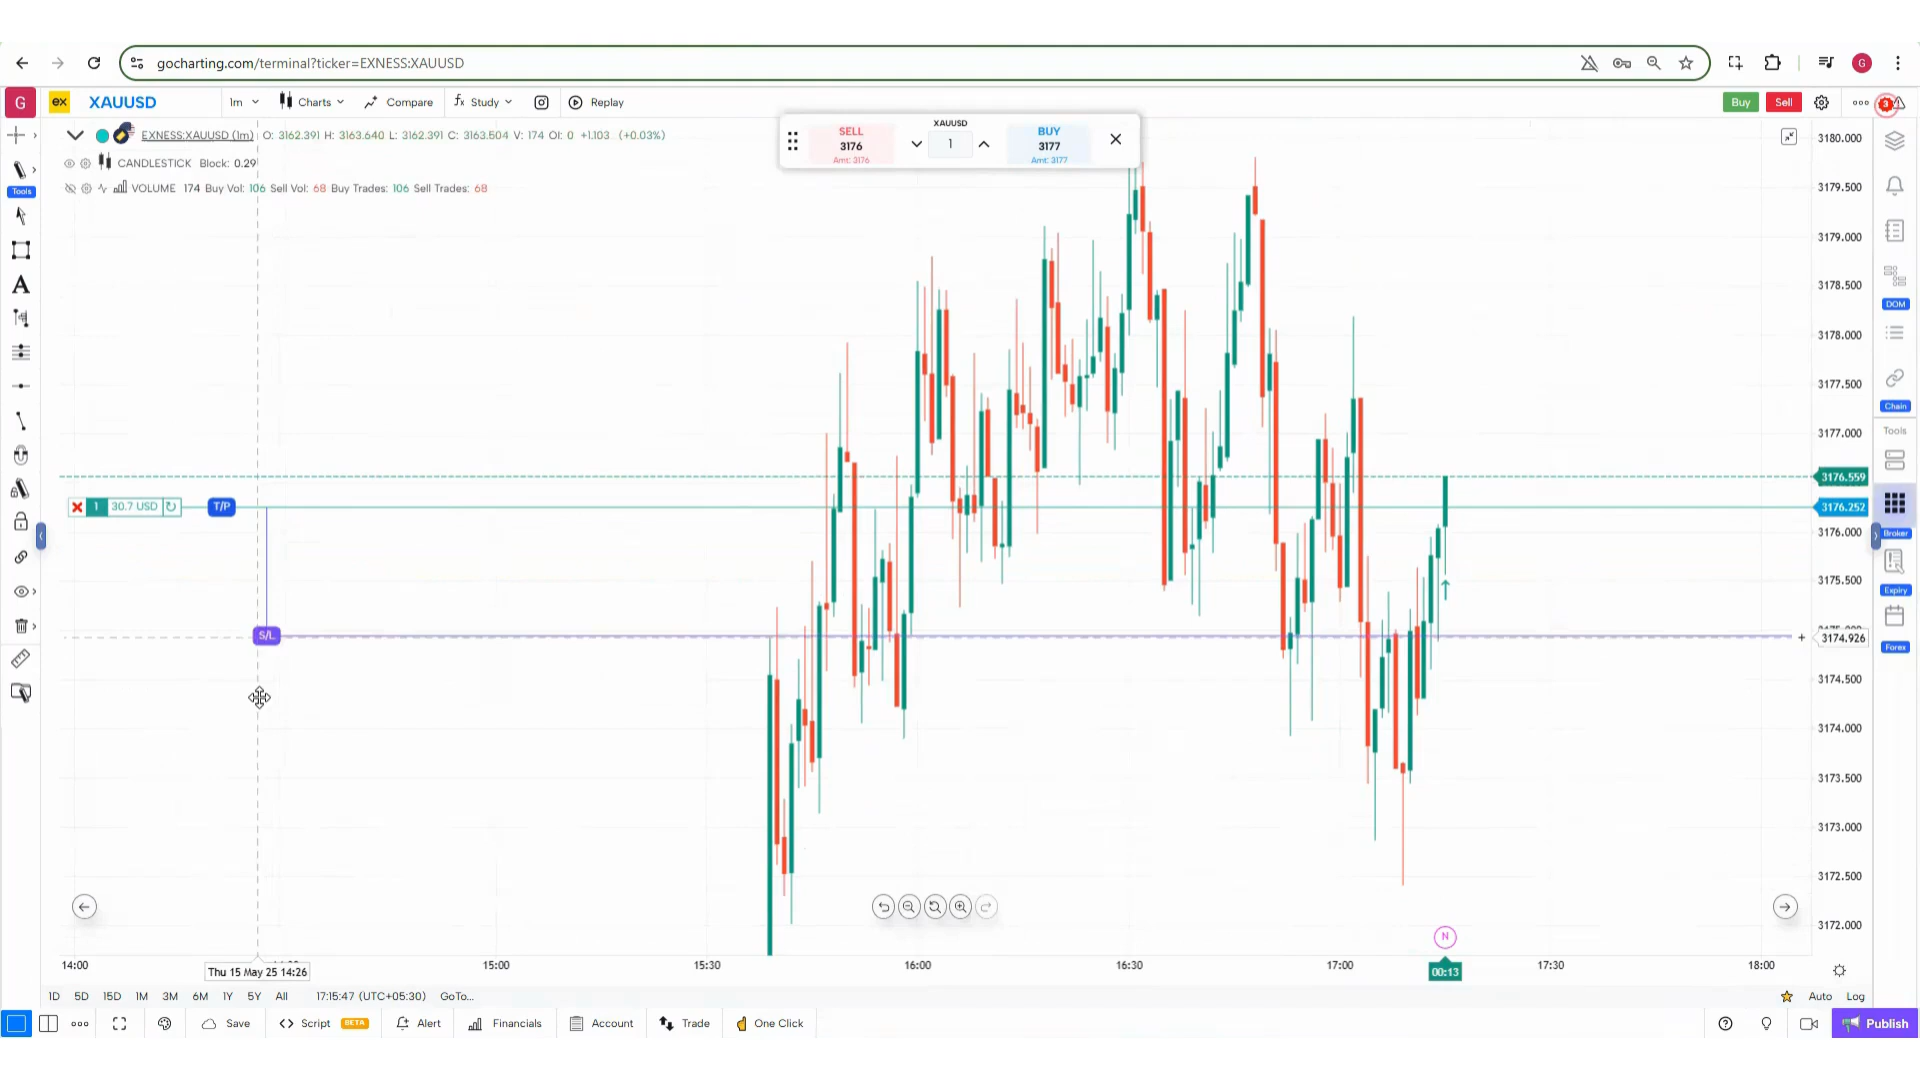 gocharting.com/terminal?ticker=EXNESS:XAUUSD
G
G
ex
XAUUSD
1m
Charts
Compare
fx Study
Replay
Buy
Sell
3
EXNESS:XAUUSD (1m) O: 3162.391 H: 3163.640 L: 3162.391 C: 3163.504 V: 174 OI: 0 +1.103 (+0.03%)
CANDLESTICK Block: 0.29
VOLUME 174 Buy Vol: 106 Sell Vol: 68 Buy Trades: 106 Sell Trades: 68
SELL
3176
Amt: 3176
XAUUSD
1
BUY
3177
Amt: 3177
Tools
A
3180.000
3179.500
3179.000
3178.500
3178.000
3177.500
3177.000
3176.559
3176.252
3176.000
3175.500
3174.926
3174.500
3174.000
3173.500
3173.000
3172.500
3172.000
1 30.7 USD
T/P
S/L
DOM
Chain
Tools
Broker
Expiry
Forex
N
14:00
Thu 15 May 25 14:26
15:00
15:30
16:00
16:30
17:00
00:13
17:30
18:00
1D 5D 15D 1M 3M 6M 1Y 5Y All 17:15:47 (UTC+05:30) GoTo...
Auto Log
Save
Script BETA
Alert
Financials
Account
Trade
One Click
Publish